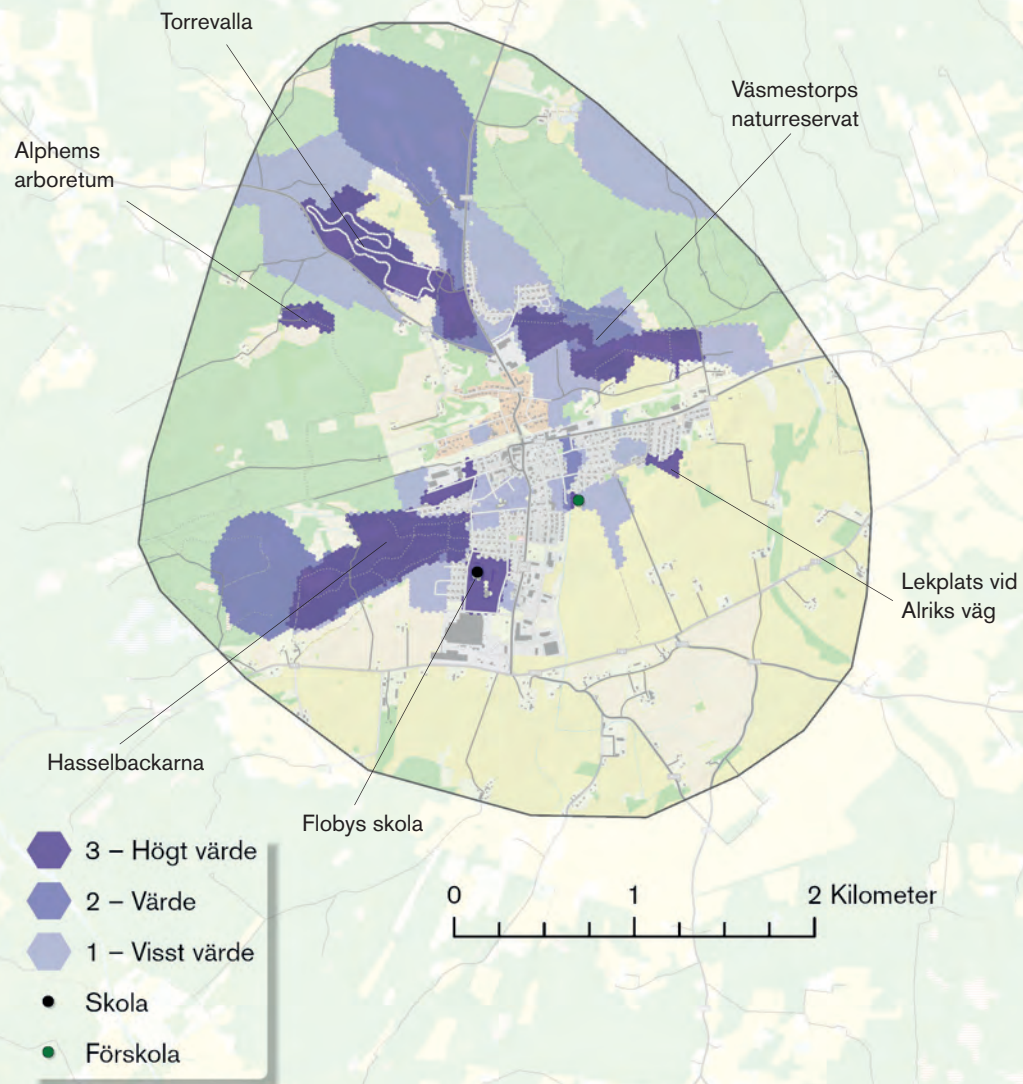 Torrevalla
Väsmestorps
naturreservat
Alphems
arboretum
Lekplats vid
Alriks väg
Hasselbackarna
Flobys skola
3 – Högt värde
2 – Värde
1 – Visst värde
Skola
Förskola
0 1 2 Kilometer